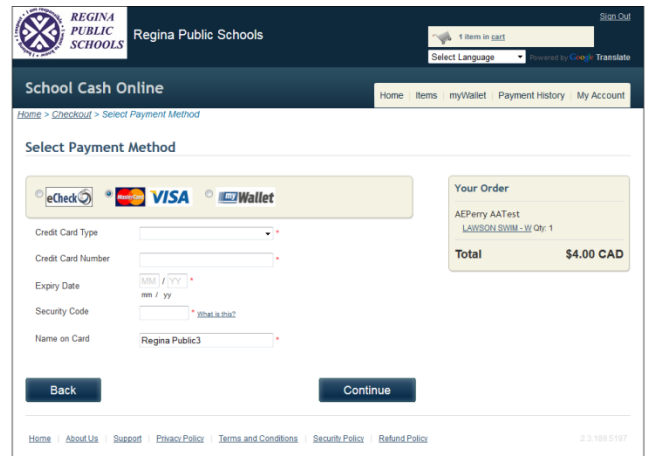 REGINA
PUBLIC
SCHOOLS
Regina Public Schools
Sign Out
1 item in cart
Select Language
Powered by Google Translate
School Cash Online
Home Items myWallet Payment History My Account
Home > Checkout > Select Payment Method
Select Payment Method
eCheck MasterCard VISA myWallet
Your Order
AEPerry AATest
LAWSON SWIM - W Qty: 1
Total $4.00 CAD
Credit Card Type *
Credit Card Number *
Expiry Date MM / YY *
mm / yy
Security Code * What is this?
Name on Card Regina Public3 *
Back Continue
Home About Us Support Privacy Policy Terms and Conditions Security Policy Refund Policy